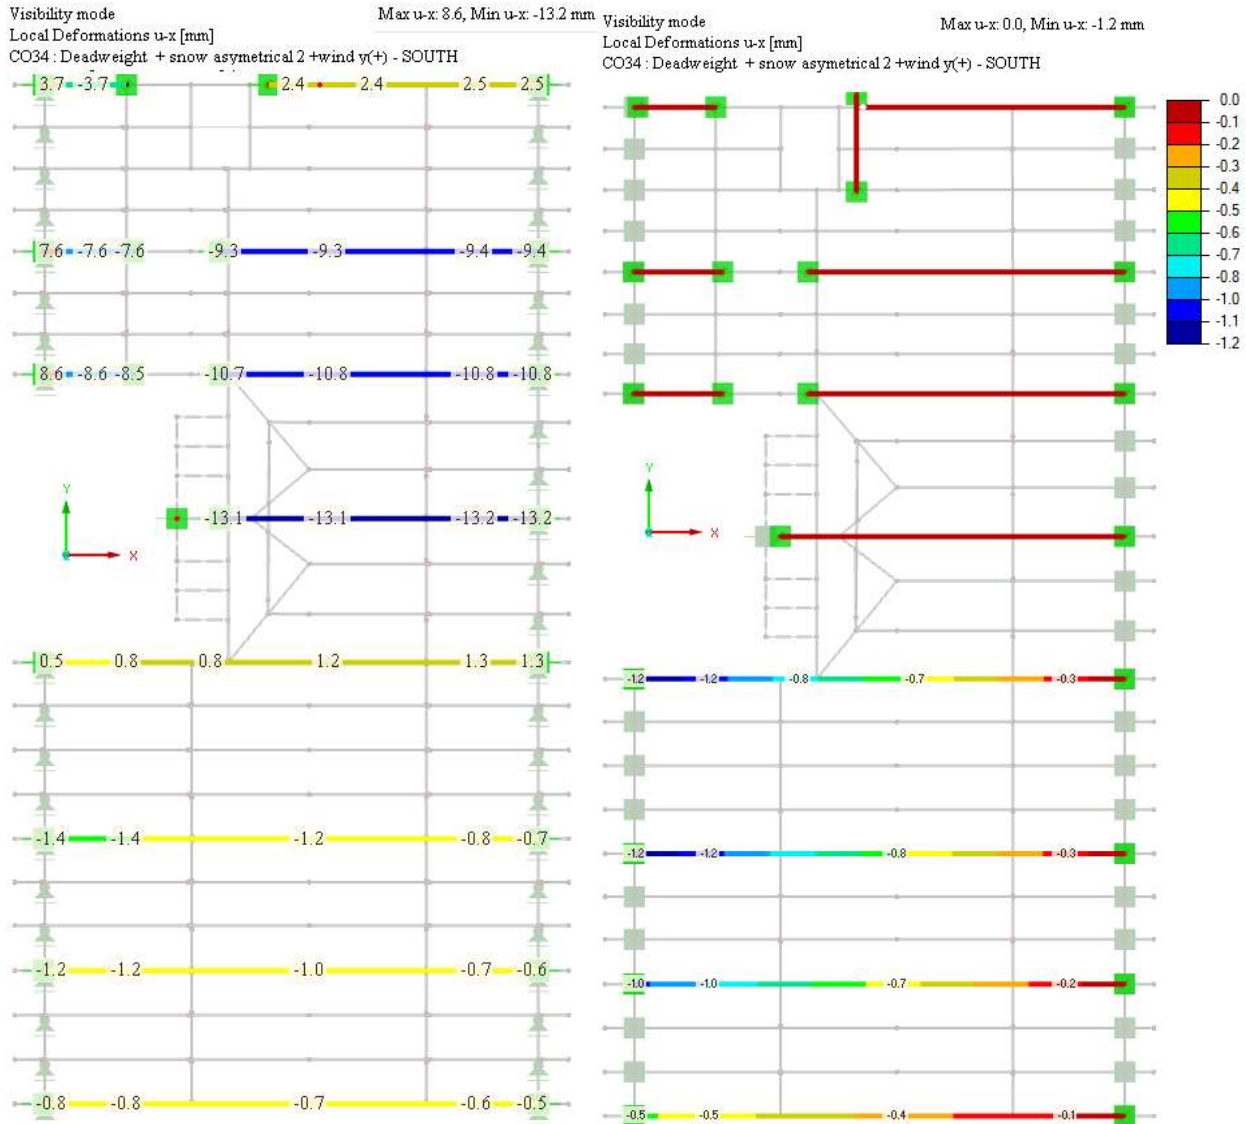 Visibility mode
Max u-x: 8.6, Min u-x: -13.2 mm
Local Deformations u-x [mm]
CO34 : Deadweight + snow asymetrical 2 +wind y(+) - SOUTH
3.7 -3.7 2.4 2.4 2.5 2.5
7.6 -7.6 -7.6 -9.3 -9.3 -9.4 -9.4
8.6 -8.6 -8.5 -10.7 -10.8 -10.8 -10.8
Y
X
-13.1 -13.1 -13.2 -13.2
0.5 0.8 0.8 1.2 1.3 1.3
-1.4 -1.4 -1.2 -0.8 -0.7
-1.2 -1.2 -1.0 -0.7 -0.6
-0.8 -0.8 -0.7 -0.6 -0.5
Visibility mode
Max u-x: 0.0, Min u-x: -1.2 mm
Local Deformations u-x [mm]
CO34 : Deadweight + snow asymetrical 2 +wind y(+) - SOUTH
0.0
-0.1
-0.2
-0.3
-0.4
-0.5
-0.6
-0.7
-0.8
-1.0
-1.1
-1.2
Y
X
-1.2 -1.2 -0.8 -0.7 -0.3
-1.2 -1.2 -0.8 -0.3
-1.0 -1.0 -0.7 -0.2
-0.5 -0.5 -0.4 -0.1